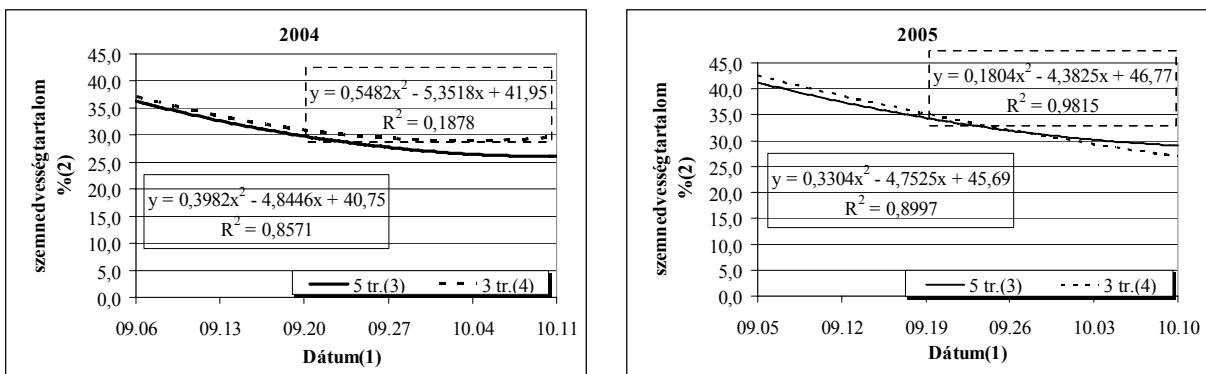 2004
45,0
40,0
35,0
30,0
25,0
20,0
15,0
10,0
5,0
0,0
szemnedvességtartalom
%(2)
y = 0,5482x² - 5,3518x + 41,95
R² = 0,1878
y = 0,3982x² - 4,8446x + 40,75
R² = 0,8571
5 tr.(3) 3 tr.(4)
09.06 09.13 09.20 09.27 10.04 10.11
Dátum(1)
2005
45,0
40,0
35,0
30,0
25,0
20,0
15,0
10,0
5,0
0,0
szemnedvességtartalom
%(2)
y = 0,1804x² - 4,3825x + 46,77
R² = 0,9815
y = 0,3304x² - 4,7525x + 45,69
R² = 0,8997
5 tr.(3) 3 tr.(4)
09.05 09.12 09.19 09.26 10.03 10.10
Dátum(1)